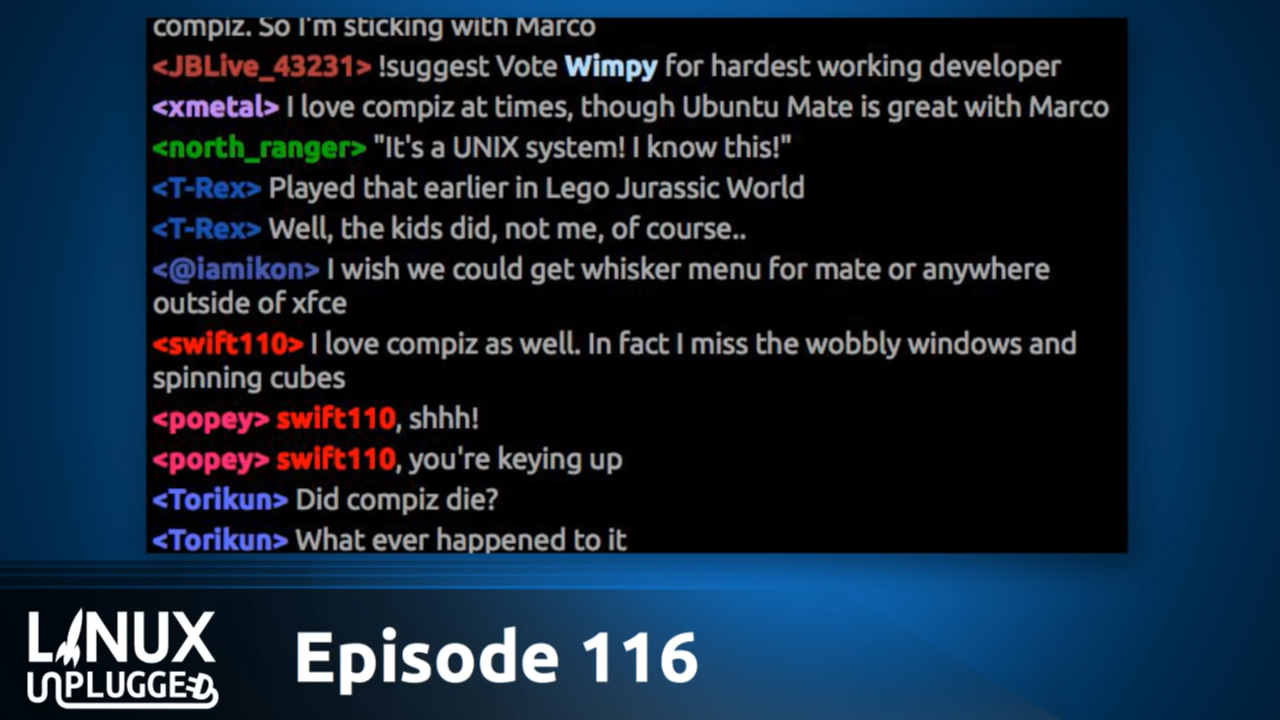 compiz. So I'm sticking with Marco
<JBLive_43231> !suggest Vote Wimpy for hardest working developer
<xmetal> I love compiz at times, though Ubuntu Mate is great with Marco
<north_ranger> "It's a UNIX system! I know this!"
<T-Rex> Played that earlier in Lego Jurassic World
<T-Rex> Well, the kids did, not me, of course..
<@iamikon> I wish we could get whisker menu for mate or anywhere
outside of xfce
<swift110> I love compiz as well. In fact I miss the wobbly windows and
spinning cubes
<popey> swift110, shhh!
<popey> swift110, you're keying up
<Torikun> Did compiz die?
<Torikun> What ever happened to it
LINUX
UNPLUGGED
Episode 116